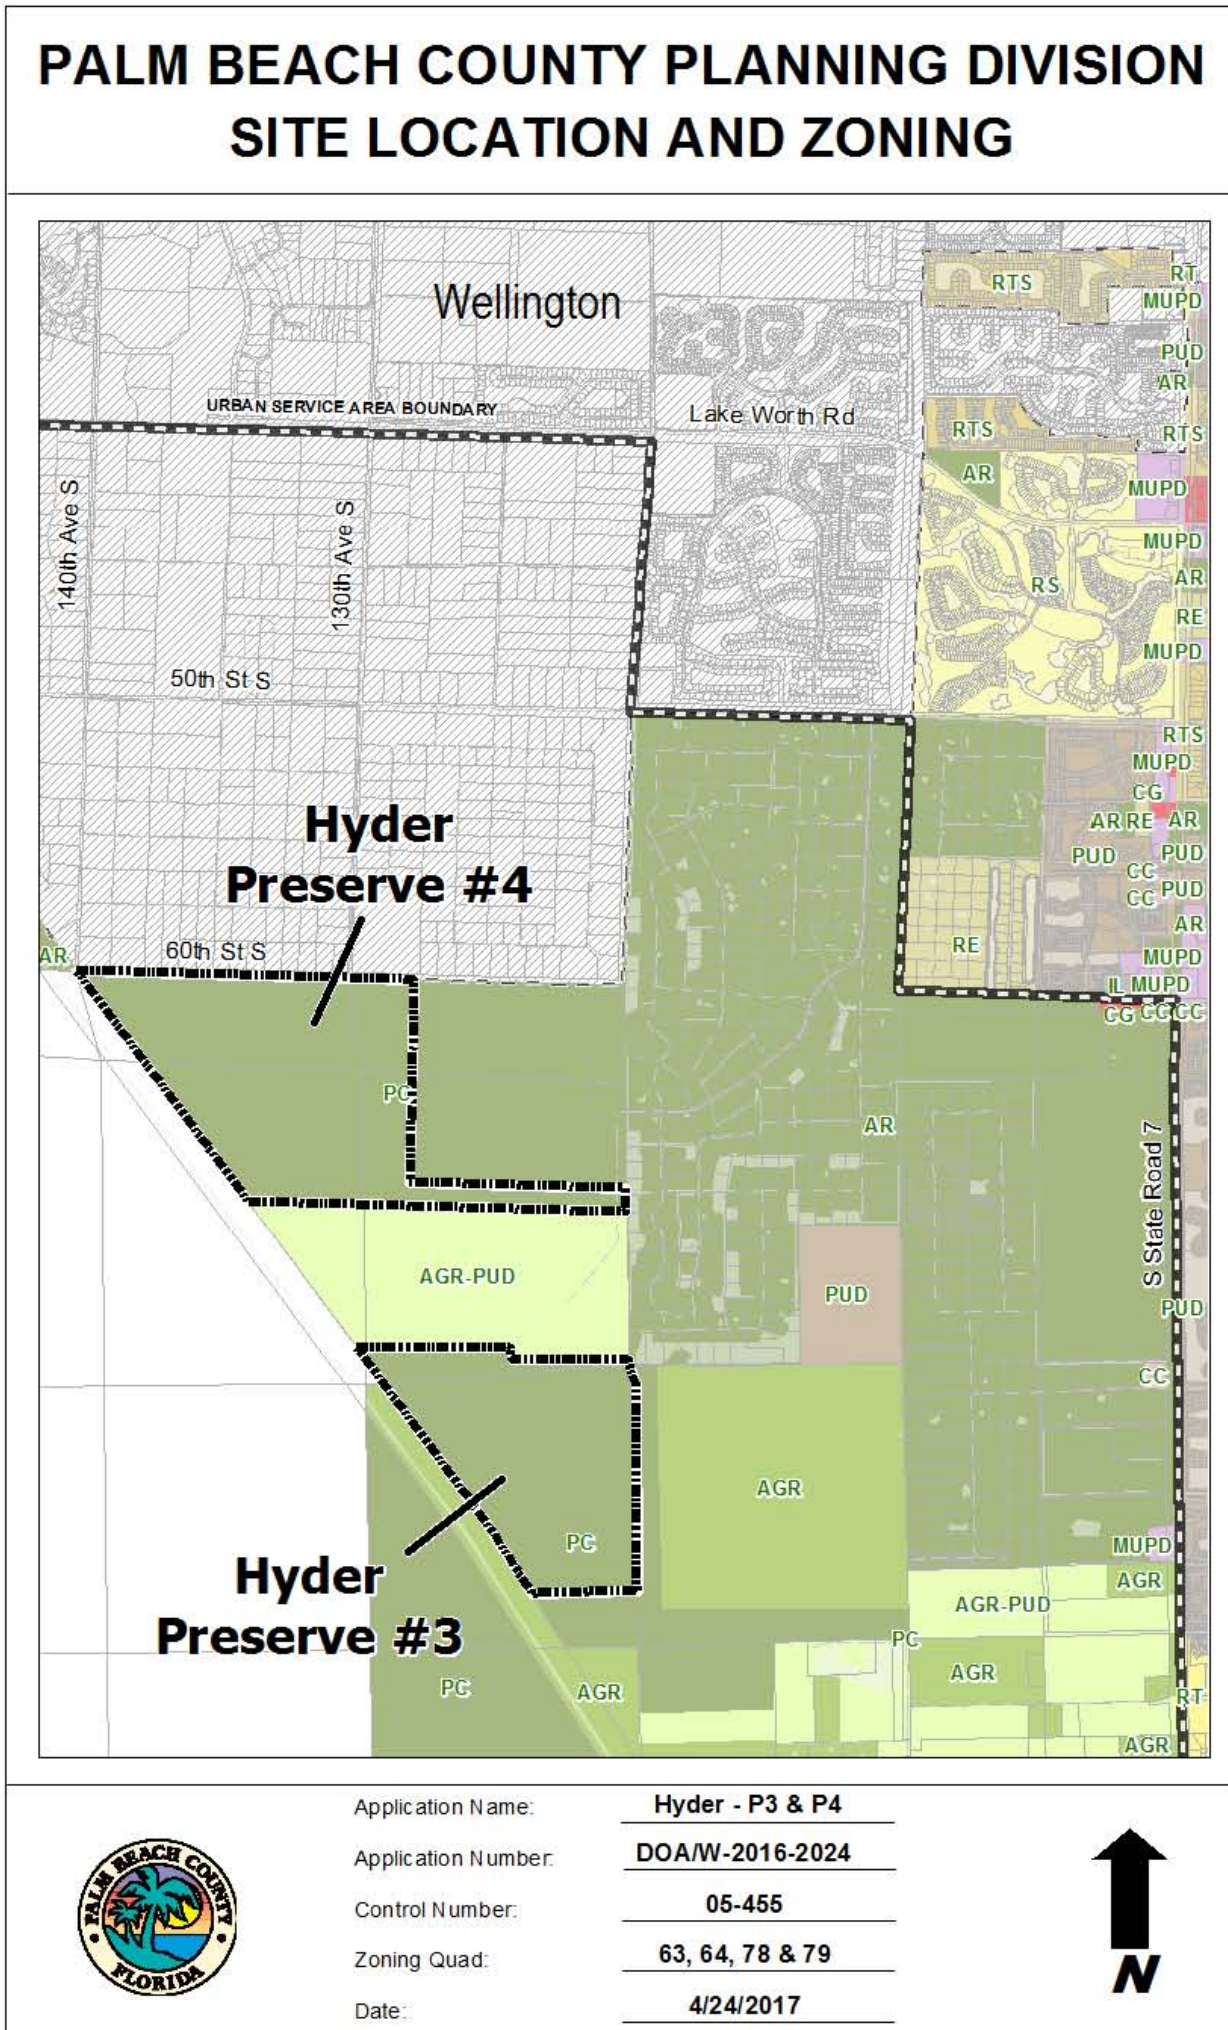 PALM BEACH COUNTY PLANNING DIVISION
SITE LOCATION AND ZONING
Wellington
RTS
RT
MUPD
PUD
AR
URBAN SERVICE AREA BOUNDARY
Lake Worth Rd
RTS
RTS
AR
MUPD
140th Ave S
130th Ave S
MUPD
RS
AR
RE
MUPD
50th St S
RTS
MUPD
CG
Hyder
Preserve #4
AR RE AR
PUD PUD
CC
CC PUD
AR
AR
60th St S
RE
MUPD
IL MUPD
CG CC CC
PC
AR
S State Road 7
AGR-PUD
PUD
PUD
CC
AGR
PC
MUPD
Hyder
Preserve #3
AGR
AGR-PUD
PC
AGR
PC
AGR
RT
AGR
Application Name: Hyder - P3 & P4
Application Number: DOA/W-2016-2024
Control Number: 05-455
Zoning Quad: 63, 64, 78 & 79
Date: 4/24/2017
PALM BEACH COUNTY
FLORIDA
N